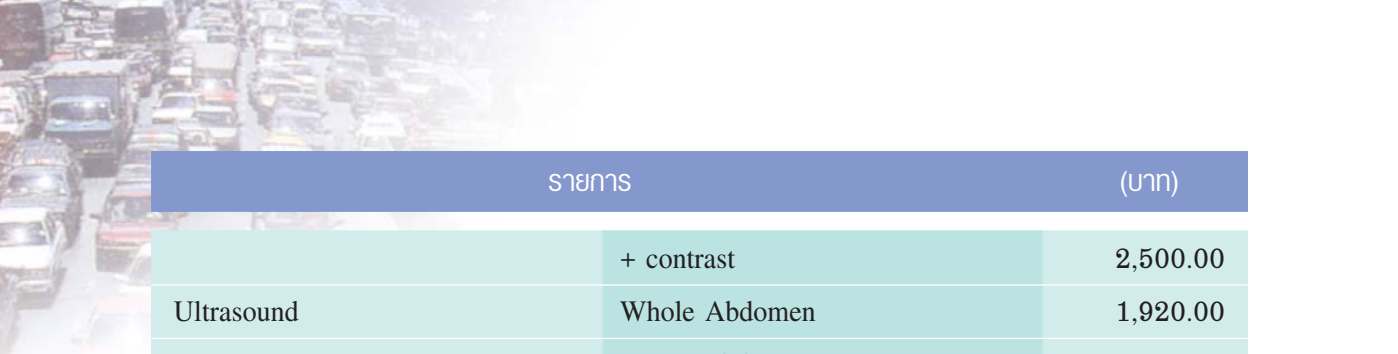 รายการ (บาท)
+ contrast 2,500.00
Ultrasound Whole Abdomen 1,920.00